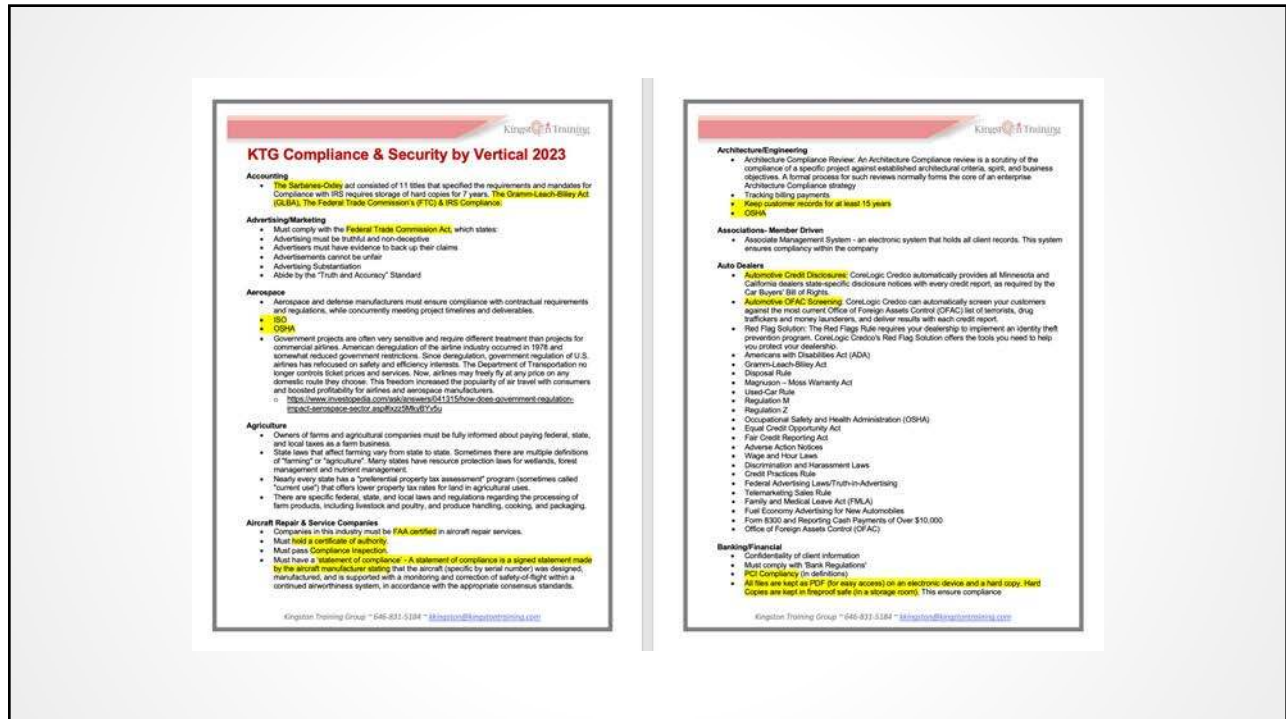 Kingston Training
KTG Compliance & Security by Vertical 2023
Accounting
• The Sarbanes-Oxley act consisted of 11 titles that specified the requirements and mandates for
Compliance with IRS requires storage of hard copies for 7 years. The Gramm-Leach-Bliley Act
(GLBA), The Federal Trade Commission's (FTC) & IRS Compliance.
Advertising/Marketing
• Must comply with the Federal Trade Commission Act, which states:
• Advertising must be truthful and non-deceptive
• Advertisers must have evidence to back up their claims
• Advertisements cannot be unfair
• Advertising Substantiation
• Abide by the "Truth and Accuracy" Standard
Aerospace
• Aerospace and defense manufacturers must ensure compliance with contractual requirements
and regulations, while concurrently meeting project timelines and deliverables.
• ISO
• OSHA
• Government projects are often very sensitive and require different treatment than projects for
commercial airlines. American deregulation of the airline industry occurred in 1978 and
somewhat reduced government restrictions. Since deregulation, government regulation of U.S.
airlines has refocused on safety and efficiency interests. The Department of Transportation no
longer controls ticket prices and services. Now, airlines may freely fly at any price on any
domestic route they choose. This freedom increased the popularity of air travel with consumers
and boosted profitability for airlines and aerospace manufacturers.
o https://www.investopedia.com/ask/answers/041315/how-does-government-regulation-
Agriculture
• Owners of farms and agricultural companies must be fully informed about paying federal, state,
and local taxes as a farm business.
• State laws that affect farming vary from state to state. Sometimes there are multiple definitions
of "farming" or "agriculture". Many states have resource protection laws for wetlands, forest
management and nutrient management.
• Nearly every state has a "preferential property tax assessment" program (sometimes called
"current use") that offers lower property tax rates for land in agricultural uses.
• There are specific federal, state, and local laws and regulations regarding the processing of
farm products, including livestock and poultry, and produce handling, cooking, and packaging.
Aircraft Repair & Service Companies
• Companies in this industry must be FAA certified in aircraft repair services.
• Must hold a certificate of authority.
• Must pass Compliance Inspection.
• Must have a 'statement of compliance' - A statement of compliance is a signed statement made
by the aircraft manufacturer stating that the aircraft (specific by serial number) was designed,
manufactured, and is supported with a monitoring and correction of safety-of-flight within a
continued airworthiness system, in accordance with the appropriate consensus standards.
Kingston Training Group ~ 646-831-5184 ~ kkingston@kingstontraining.com
Kingston Training
Architecture/Engineering
• Architecture Compliance Review: An Architecture Compliance review is a scrutiny of the
compliance of a specific project against established architectural criteria, spirit, and business
objectives. A formal process for such reviews normally forms the core of an enterprise
Architecture Compliance strategy
• Tracking billing payments
• Keep customer records for at least 15 years
• OSHA
Associations- Member Driven
• Associate Management System - an electronic system that holds all client records. This system
ensures compliancy within the company
Auto Dealers
• Automotive Credit Disclosures: CoreLogic Credco automatically provides all Minnesota and
California dealers state-specific disclosure notices with every credit report, as required by the
Car Buyers' Bill of Rights.
• Automotive OFAC Screening: CoreLogic Credco can automatically screen your customers
against the most current Office of Foreign Assets Control (OFAC) list of terrorists, drug
traffickers and money launderers, and deliver results with each credit report.
• Red Flag Solution: The Red Flags Rule requires your dealership to implement an identity theft
prevention program. CoreLogic Credco's Red Flag Solution offers the tools you need to help
you protect your dealership.
• Americans with Disabilities Act (ADA)
• Gramm-Leach-Bliley Act
• Disposal Rule
• Magnuson – Moss Warranty Act
• Used-Car Rule
• Regulation M
• Regulation Z
• Occupational Safety and Health Administration (OSHA)
• Equal Credit Opportunity Act
• Fair Credit Reporting Act
• Adverse Action Notices
• Wage and Hour Laws
• Discrimination and Harassment Laws
• Credit Practices Rule
• Federal Advertising Laws/Truth-in-Advertising
• Telemarketing Sales Rule
• Family and Medical Leave Act (FMLA)
• Fuel Economy Advertising for New Automobiles
• Form 8300 and Reporting Cash Payments of Over $10,000
• Office of Foreign Assets Control (OFAC)
Banking/Financial
• Confidentiality of client information
• Must comply with 'Bank Regulations'
• PCI Compliancy (in definitions)
• All files are kept as PDF (for easy access) on an electronic device and a hard copy. Hard
Copies are kept in fireproof safe (in a storage room). This ensure compliance
Kingston Training Group ~ 646-831-5184 ~ kkingston@kingstontraining.com